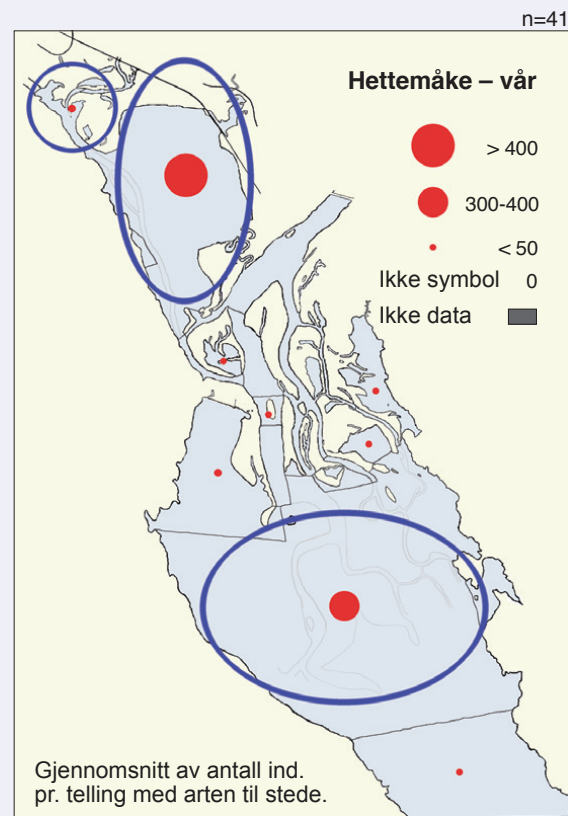 n=41
Hettemåke – vår
> 400
300-400
< 50
Ikke symbol 0
Ikke data
Gjennomsnitt av antall ind.
pr. telling med arten til stede.